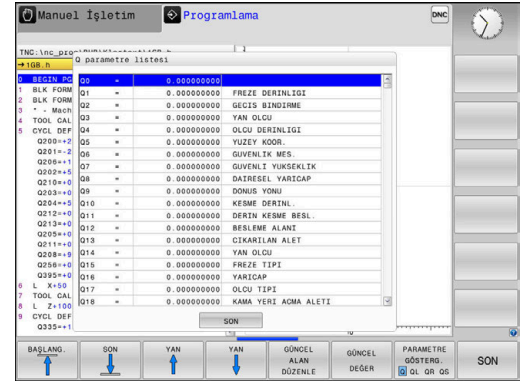 Manuel İşletim
Programlama
DNC
TNC:\nc_prog\
→1GB.h
Q parametre listesi
0 BEGIN PG
1 BLK FORM
2 BLK FORM
3 * - Mach
4 TOOL CAL
5 CYCL DEF
Q200=+2
Q201=-2
Q206=+1
Q202=+5
Q210=+0
Q203=+0
Q204=+5
Q212=+0
Q213=+0
Q205=+0
Q211=+0
Q208=+9
Q256=+0
Q395=+0
6 L X+50
7 TOOL CAL
8 L Z+100
9 CYCL DEF
Q335=+1
Q0 = 0.000000000
Q1 = 0.000000000 FREZE DERINLIGI
Q2 = 0.000000000 GECIS BINDIRME
Q3 = 0.000000000 YAN OLCU
Q4 = 0.000000000 OLCU DERINLIGI
Q5 = 0.000000000 YUZEY KOOR.
Q6 = 0.000000000 GUVENLIK MES.
Q7 = 0.000000000 GUVENLI YUKSEKLIK
Q8 = 0.000000000 DAIRESEL YARICAP
Q9 = 0.000000000 DONUS YONU
Q10 = 0.000000000 KESME DERINL.
Q11 = 0.000000000 DERIN KESME BESL.
Q12 = 0.000000000 BESLEME ALANI
Q13 = 0.000000000 CIKARILAN ALET
Q14 = 0.000000000 YAN OLCU
Q15 = 0.000000000 FREZE TIPI
Q16 = 0.000000000 YARICAP
Q17 = 0.000000000 OLCU TIPI
Q18 = 0.000000000 KAMA YERI ACMA ALETI
SON
BAŞLANG.
SON
YAN
YAN
GÜNCEL ALAN DÜZENLE
GÜNCEL DEĞER
PARAMETRE GÖSTERG.
Q QL QR QS
SON